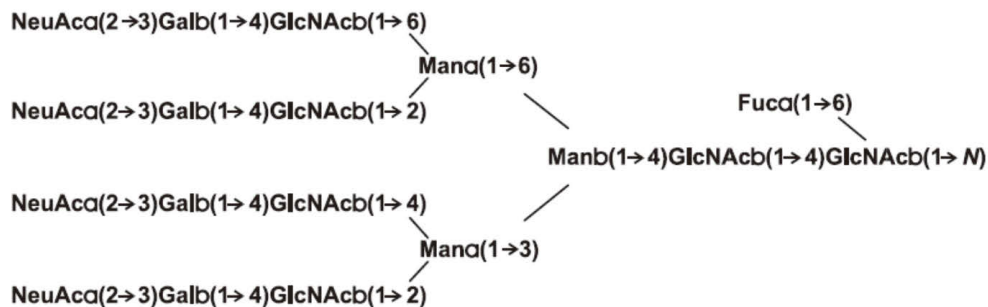 NeuAcα(2→3)Galb(1→4)GlcNAcb(1→6)
Manα(1→6)
NeuAcα(2→3)Galb(1→4)GlcNAcb(1→2)
Fucα(1→6)
Manb(1→4)GlcNAcb(1→4)GlcNAcb(1→N)
NeuAcα(2→3)Galb(1→4)GlcNAcb(1→4)
Manα(1→3)
NeuAcα(2→3)Galb(1→4)GlcNAcb(1→2)